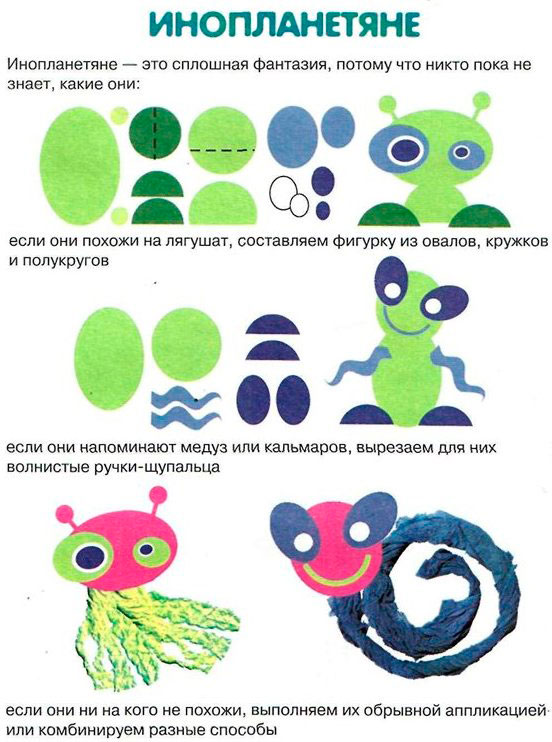 ИНОПЛАНЕТЯНЕ
Инопланетяне — это сплошная фантазия, потому что никто пока не
знает, какие они:
если они похожи на лягушат, составляем фигурку из овалов, кружков
и полукругов
если они напоминают медуз или кальмаров, вырезаем для них
волнистые ручки-щупальца
если они ни на кого не похожи, выполняем их обрывной аппликацией
или комбинируем разные способы